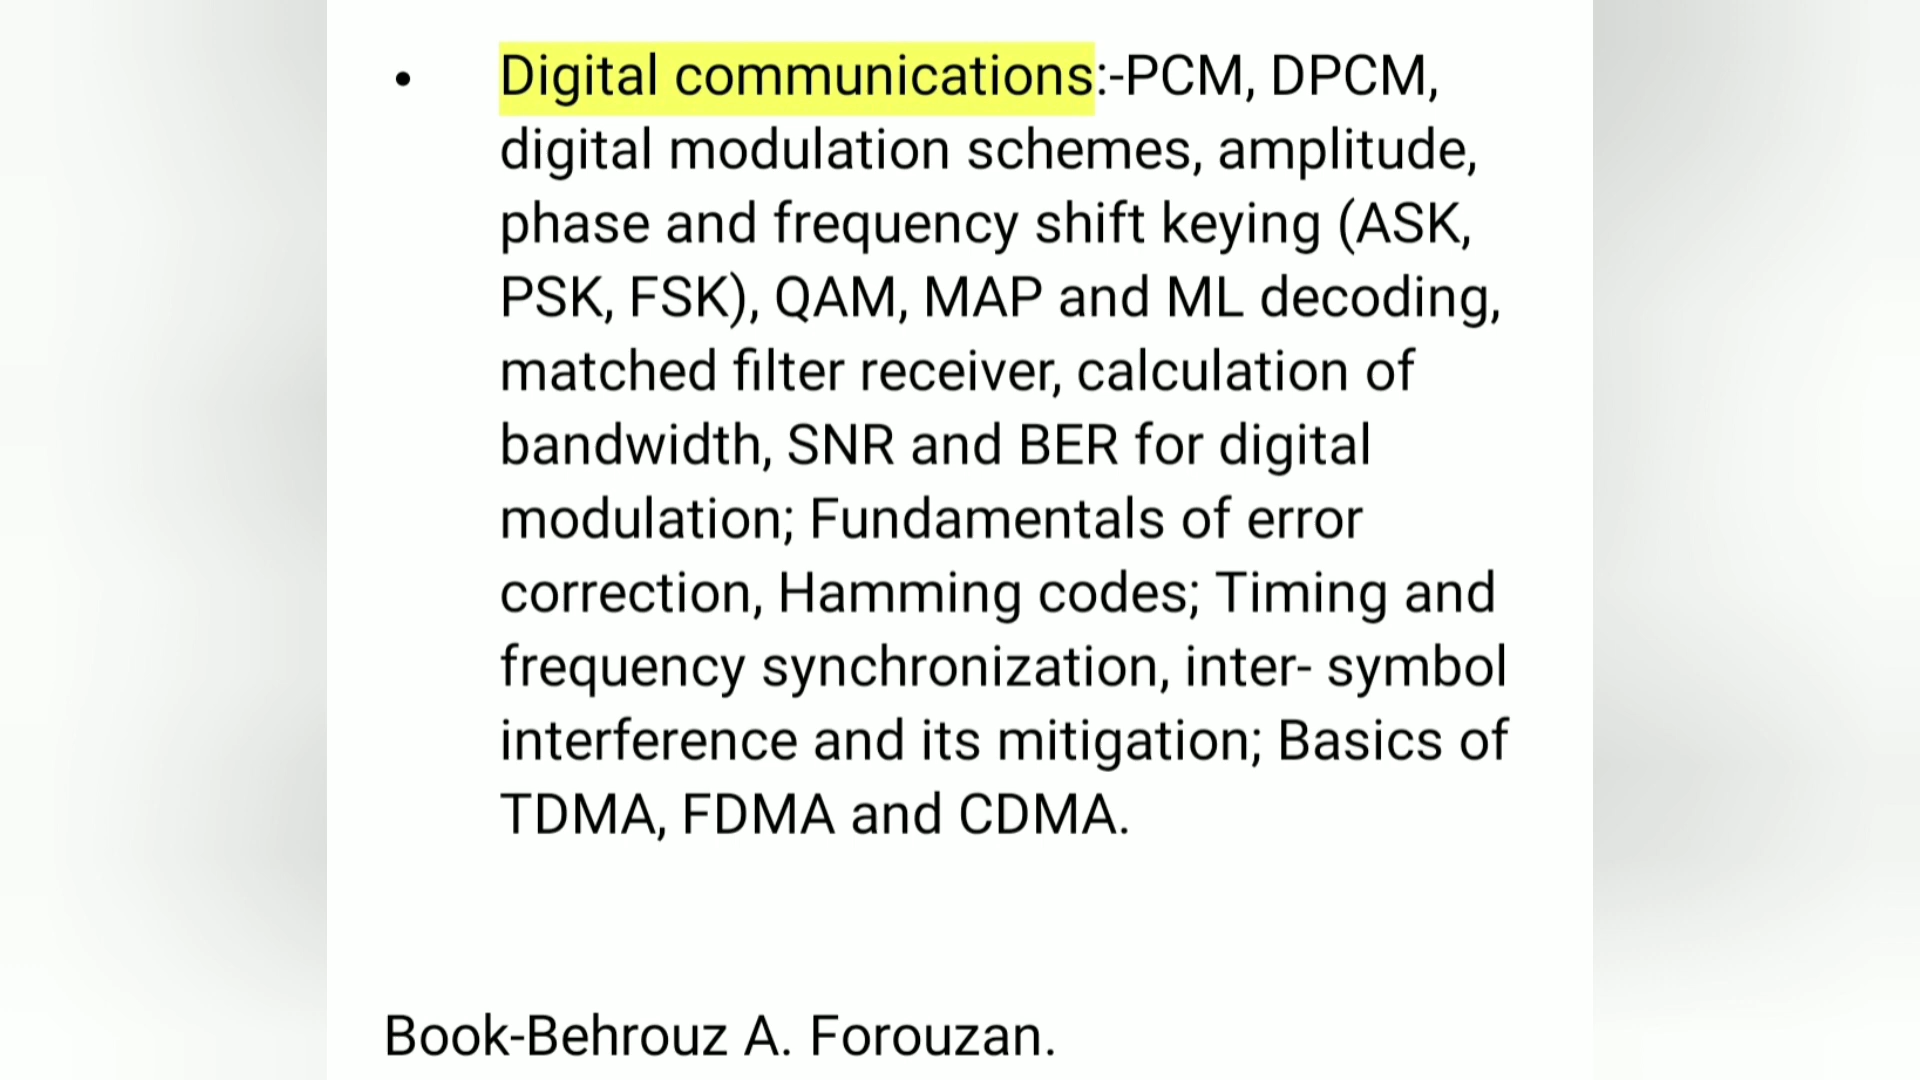 • Digital communications:-PCM, DPCM,
digital modulation schemes, amplitude,
phase and frequency shift keying (ASK,
PSK, FSK), QAM, MAP and ML decoding,
matched filter receiver, calculation of
bandwidth, SNR and BER for digital
modulation; Fundamentals of error
correction, Hamming codes; Timing and
frequency synchronization, inter- symbol
interference and its mitigation; Basics of
TDMA, FDMA and CDMA.
Book-Behrouz A. Forouzan.